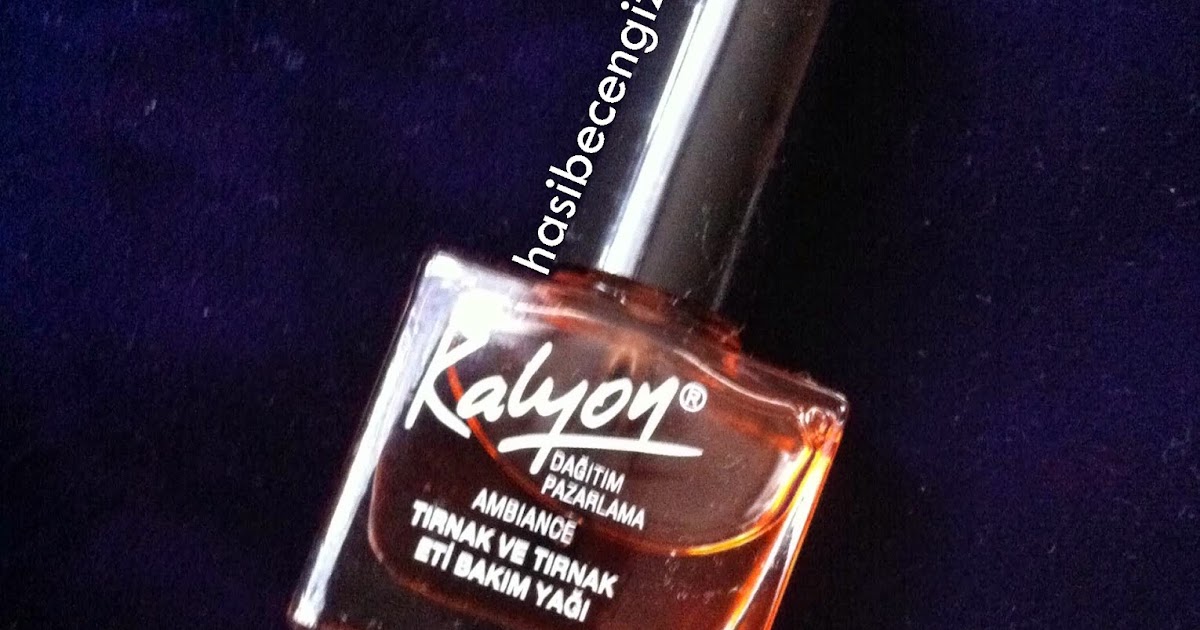 hasibecengiz
Kalyon®
DAĞITIM
PAZARLAMA
AMBIANCE
TIRNAK VE TIRNAK
ETİ BAKIM YAĞI